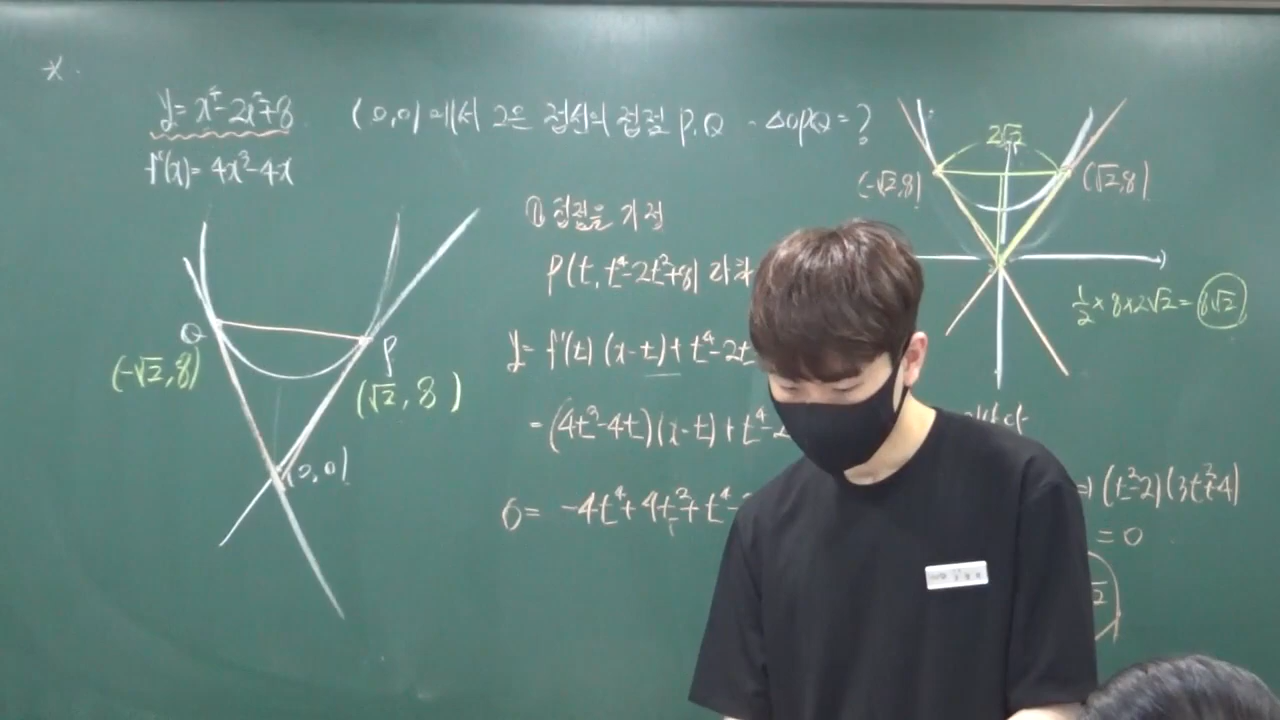 *.
y=x⁴-2x²+8
(0,0)에서 그은 접선의 접점 P,Q - △OPQ=?
f'(x)=4x³-4x
① 접점을 가정
P(t, t⁴-2t²+8)라하
y=f'(t)(x-t)+t⁴-2t
=(4t³-4t)(x-t)+t⁴-2
0=-4t⁴+4t²+t⁴-2
(t²-2)(3t²+4)
=0
Q
(-√2,8)
P
(√2,8)
(0,0)
2√2
(-√2,8)
(√2,8)
½×8×2√2=8√2